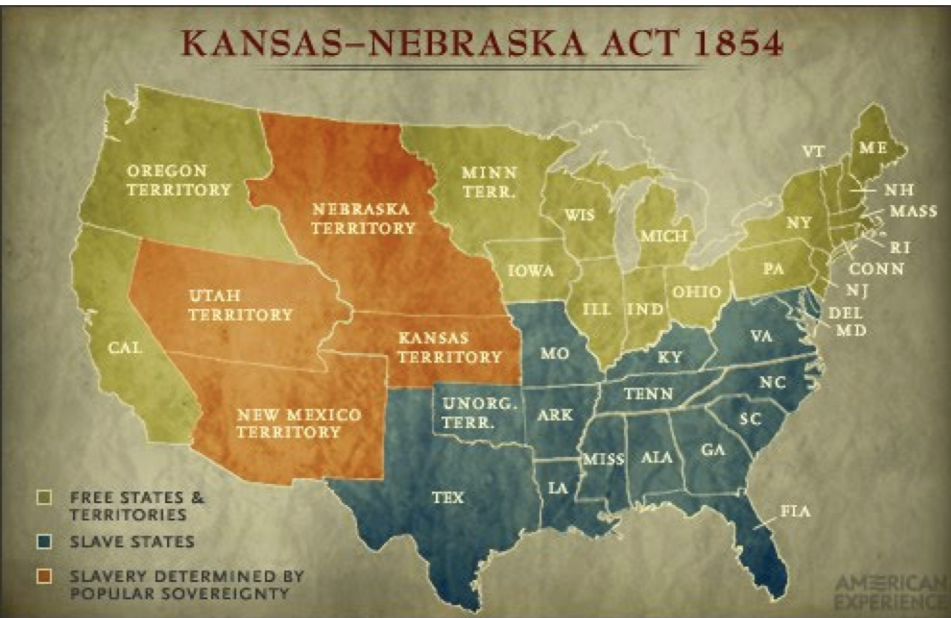 KANSAS–NEBRASKA ACT 1854
OREGON
TERRITORY
NEBRASKA
TERRITORY
MINN
TERR.
WIS
MICH
VT
ME
NH
MASS
NY
RI
CONN
NJ
PA
DEL
MD
IOWA
ILL
IND
OHIO
UTAH
TERRITORY
CAL
KANSAS
TERRITORY
MO
KY
VA
NEW MEXICO
TERRITORY
UNORG.
TERR.
ARK
TENN
NC
SC
MISS
ALA
GA
TEX
LA
FLA
FREE STATES &
TERRITORIES
SLAVE STATES
SLAVERY DETERMINED BY
POPULAR SOVEREIGNTY
AMERICAN
EXPERIENCE